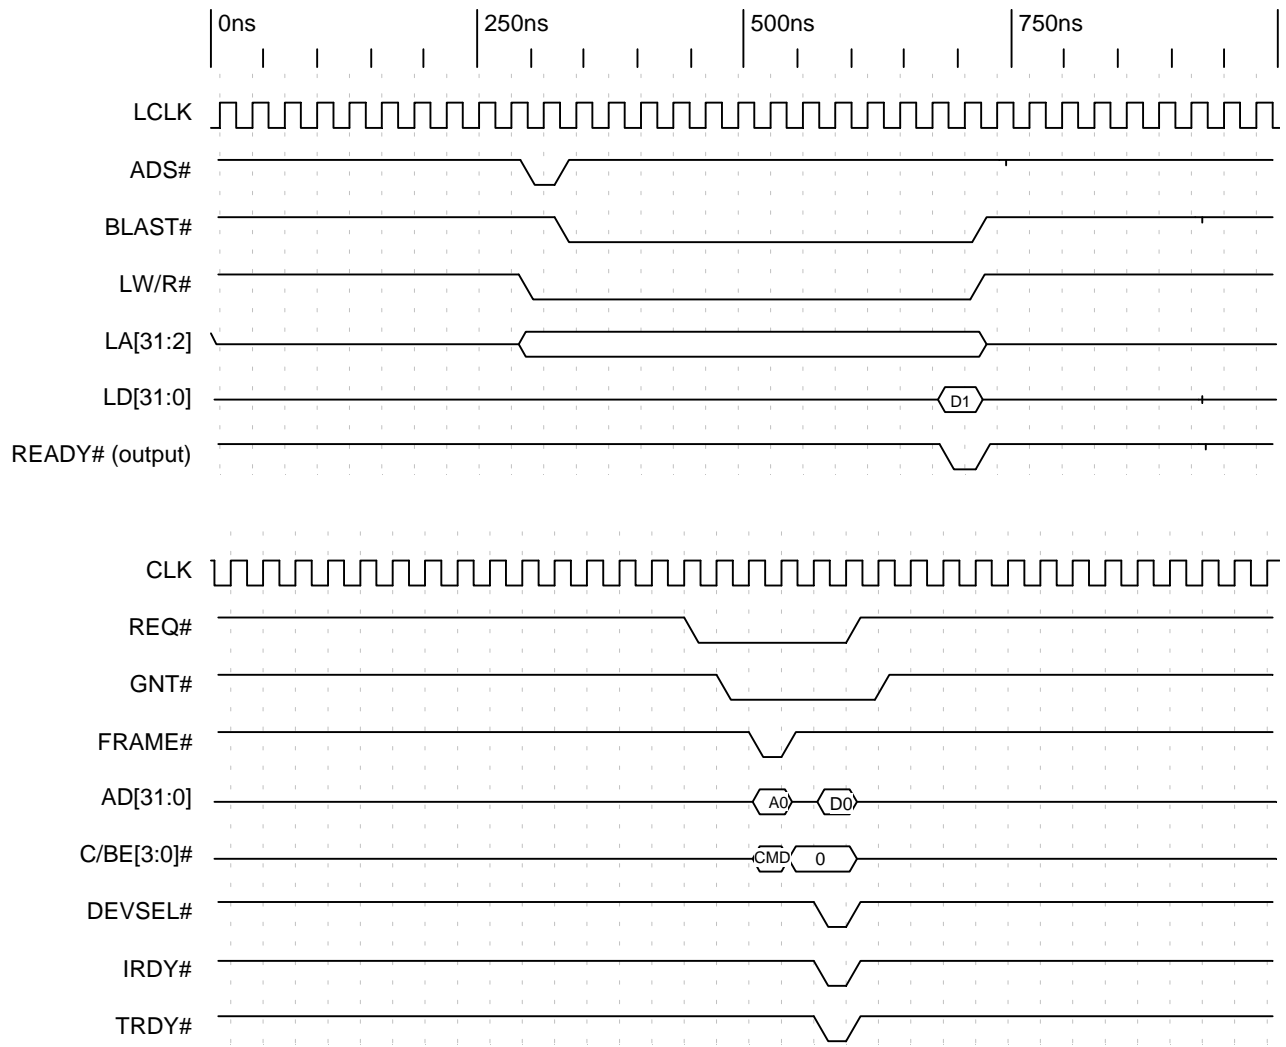 0ns 250ns 500ns 750ns
LCLK
ADS#
BLAST#
LW/R#
LA[31:2]
LD[31:0] D1
READY# (output)
CLK
REQ#
GNT#
FRAME#
AD[31:0] A0 D0
C/BE[3:0]# CMD 0
DEVSEL#
IRDY#
TRDY#